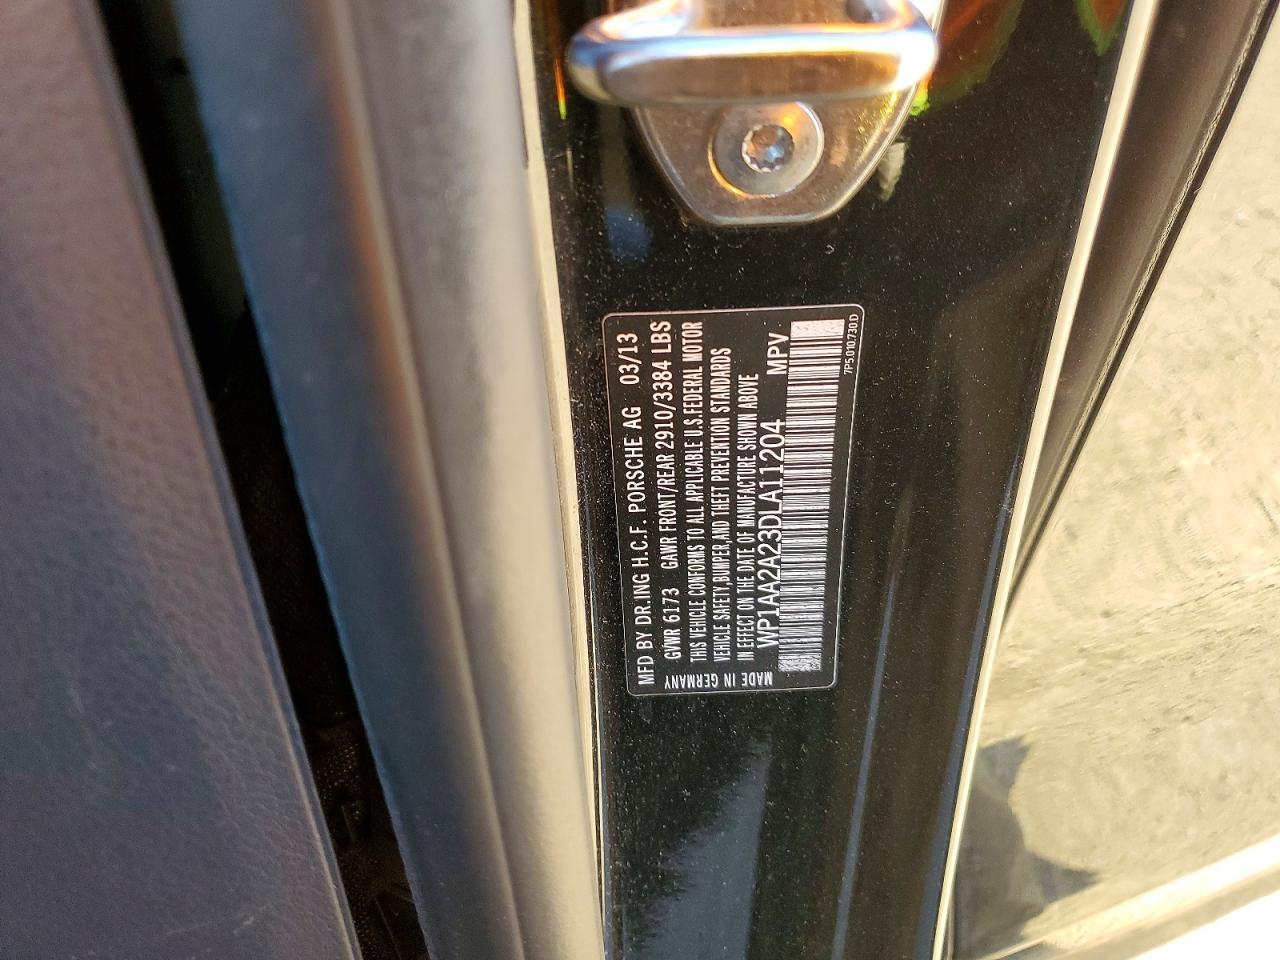 MFD BY DR.ING H.C.F. PORSCHE AG 03/13
GVWR 6173 GAWR FRONT/REAR 2910/3384 LBS
THIS VEHICLE CONFORMS TO ALL APPLICABLE U.S.FEDERAL MOTOR
VEHICLE SAFETY,BUMPER,AND THEFT PREVENTION STANDARDS
IN EFFECT ON THE DATE OF MANUFACTURE SHOWN ABOVE
WP1AA2A23DLA11204 MPV
7P5.010.730.D
MADE IN GERMANY